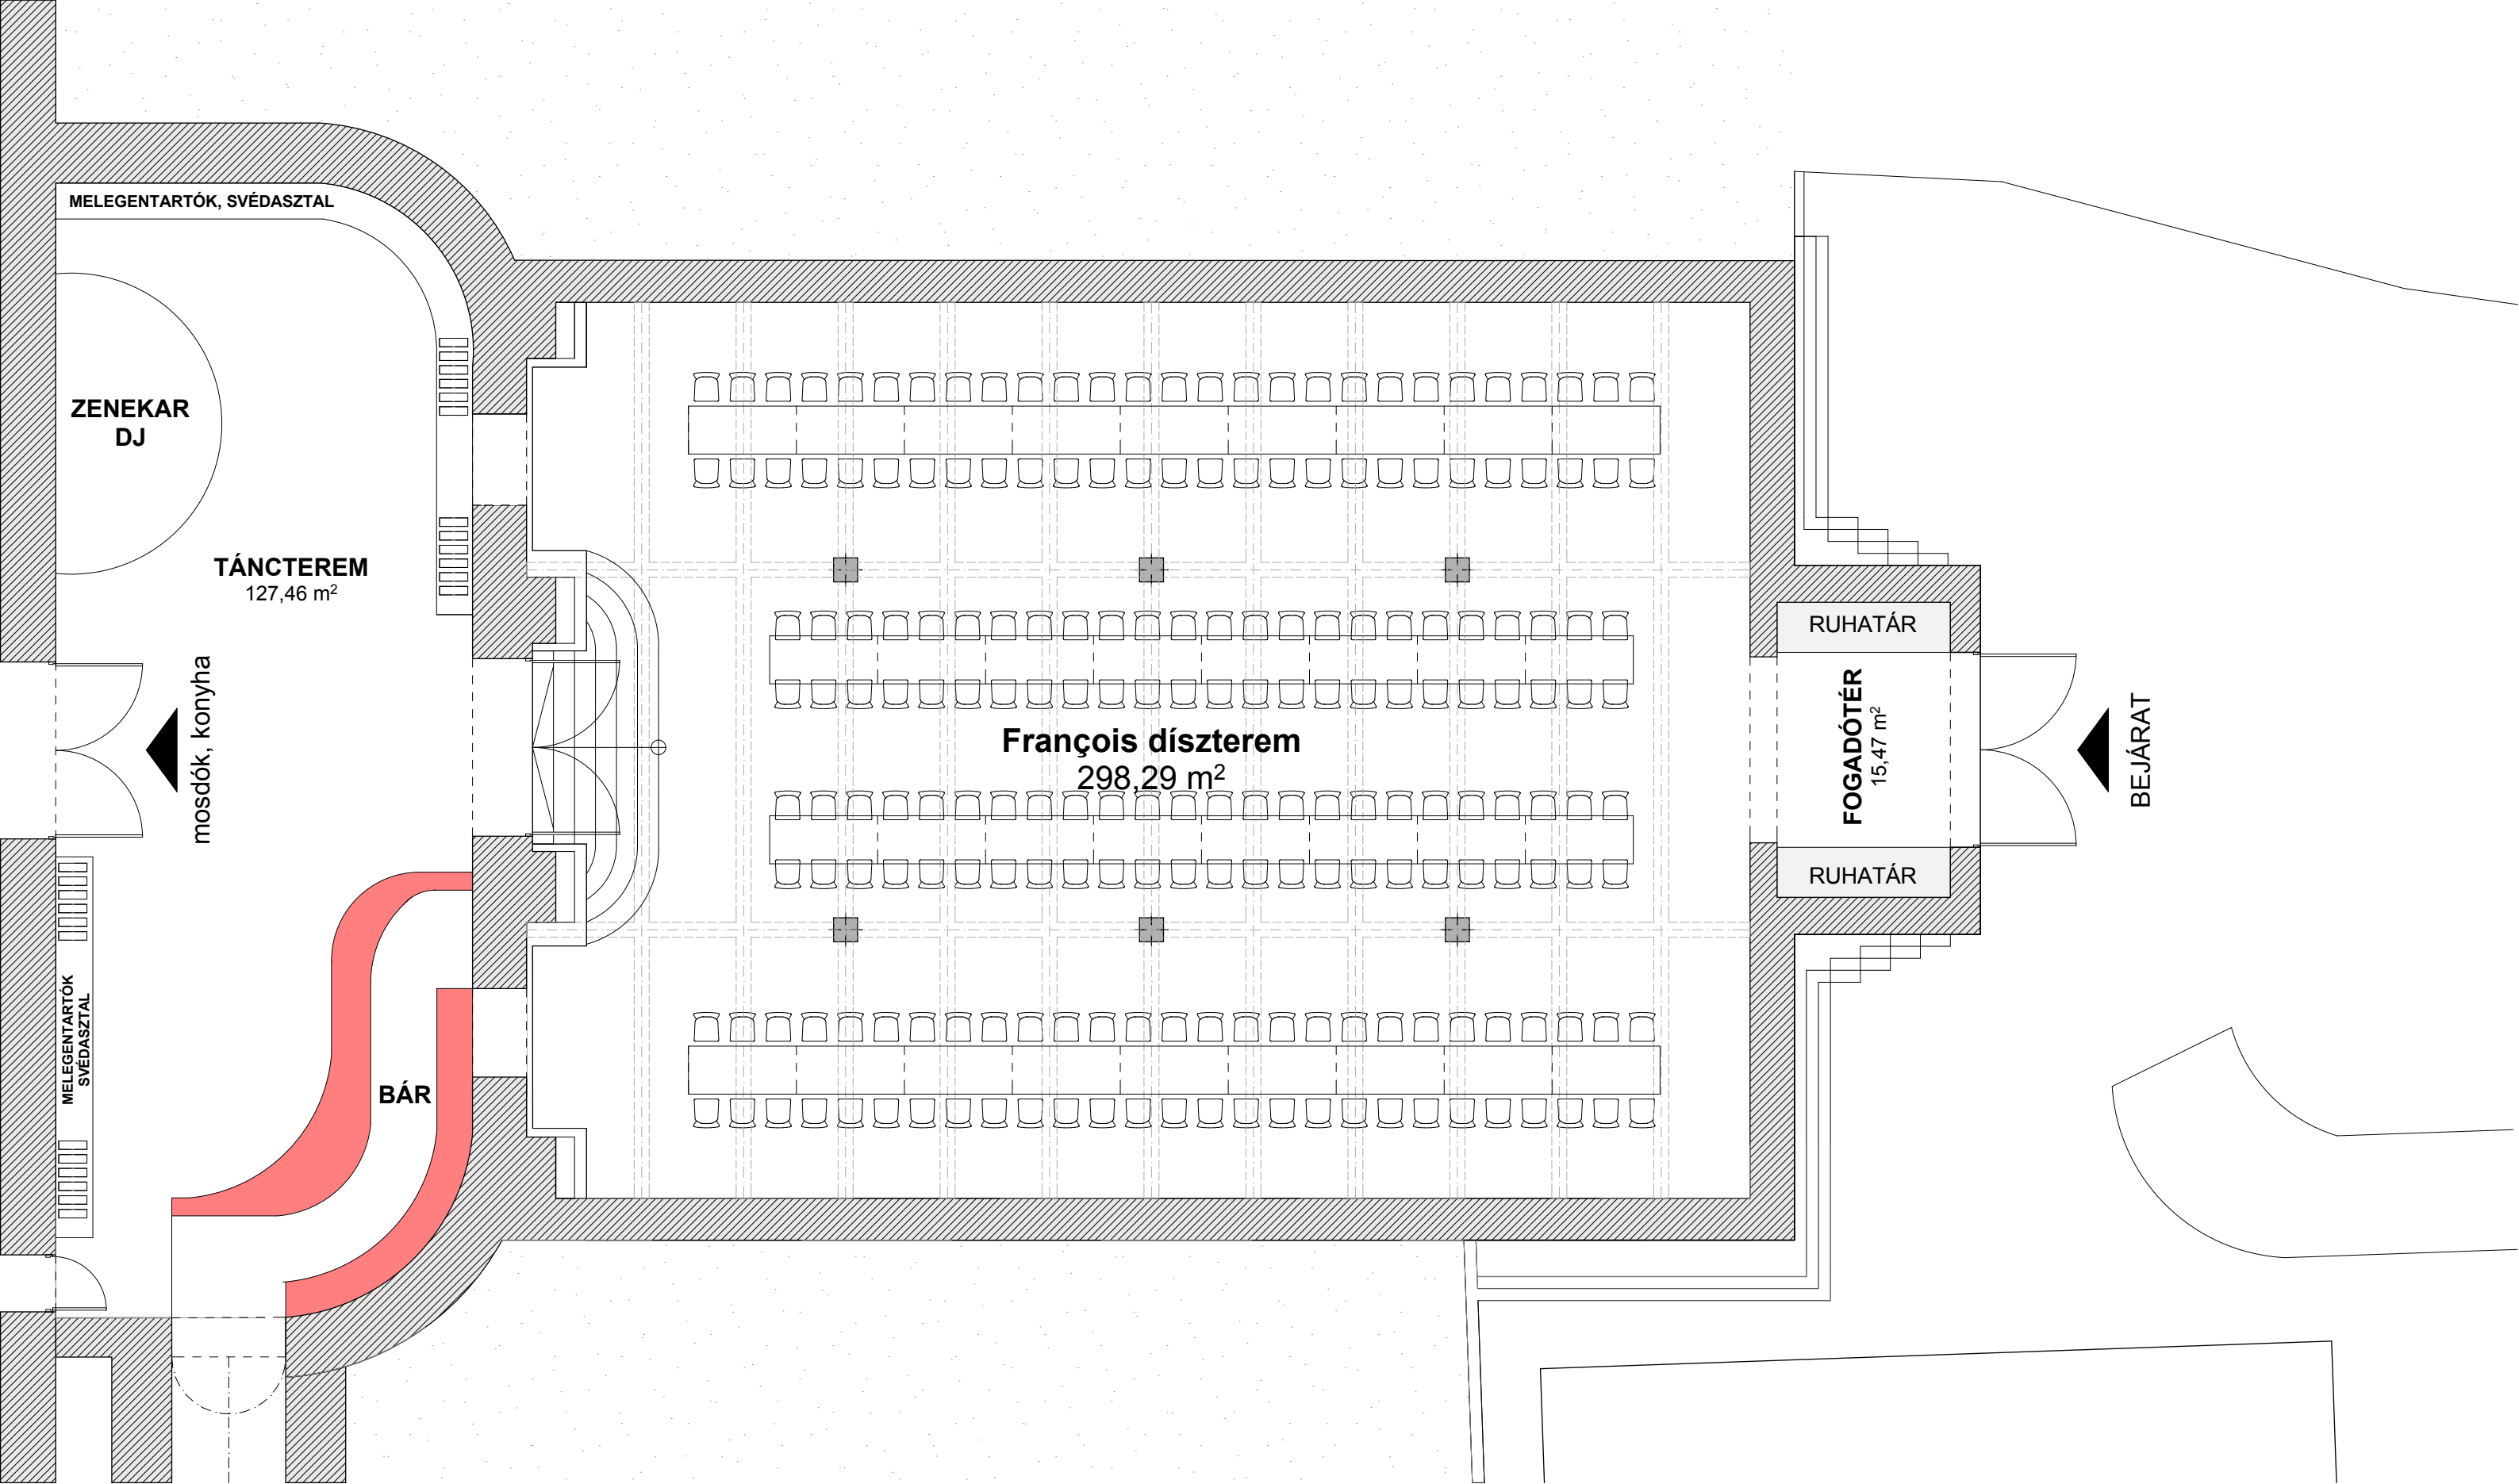 MELEGENTARTÓK, SVÉDASZTAL
ZENEKAR
DJ
TÁNCTEREM
127,46 m²
mosdók, konyha
MELEGENTARTÓK
SVÉDASZTAL
BÁR
François díszterem
298,29 m²
RUHATÁR
FOGADÓTÉR
15,47 m²
RUHATÁR
BEJÁRAT